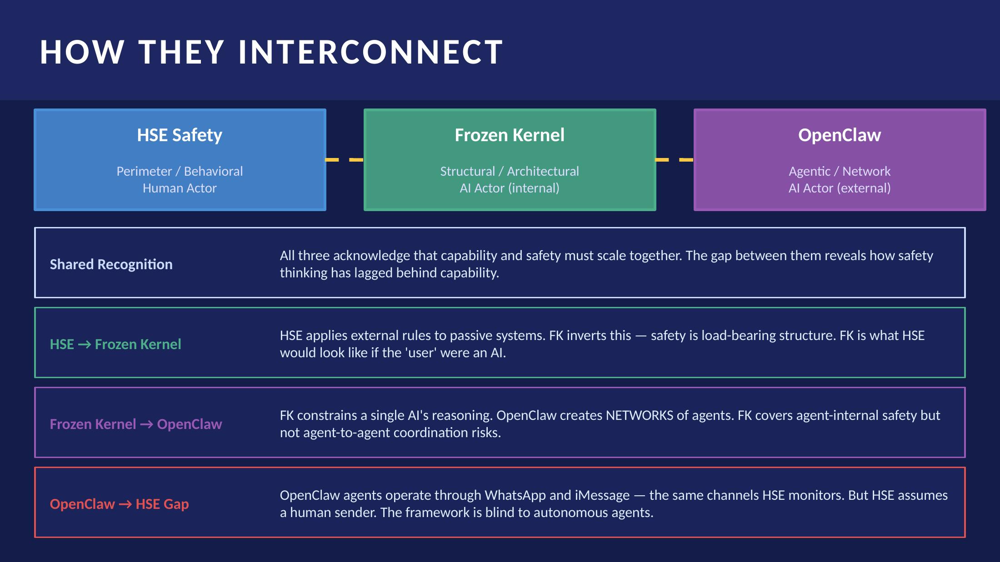 HOW THEY INTERCONNECT
HSE Safety
Perimeter / Behavioral
Human Actor
Frozen Kernel
Structural / Architectural
AI Actor (internal)
OpenClaw
Agentic / Network
AI Actor (external)
Shared Recognition
All three acknowledge that capability and safety must scale together. The gap between them reveals how safety
thinking has lagged behind capability.
HSE → Frozen Kernel
HSE applies external rules to passive systems. FK inverts this — safety is load-bearing structure. FK is what HSE
would look like if the 'user' were an AI.
Frozen Kernel → OpenClaw
FK constrains a single AI's reasoning. OpenClaw creates NETWORKS of agents. FK covers agent-internal safety but
not agent-to-agent coordination risks.
OpenClaw → HSE Gap
OpenClaw agents operate through WhatsApp and iMessage — the same channels HSE monitors. But HSE assumes
a human sender. The framework is blind to autonomous agents.